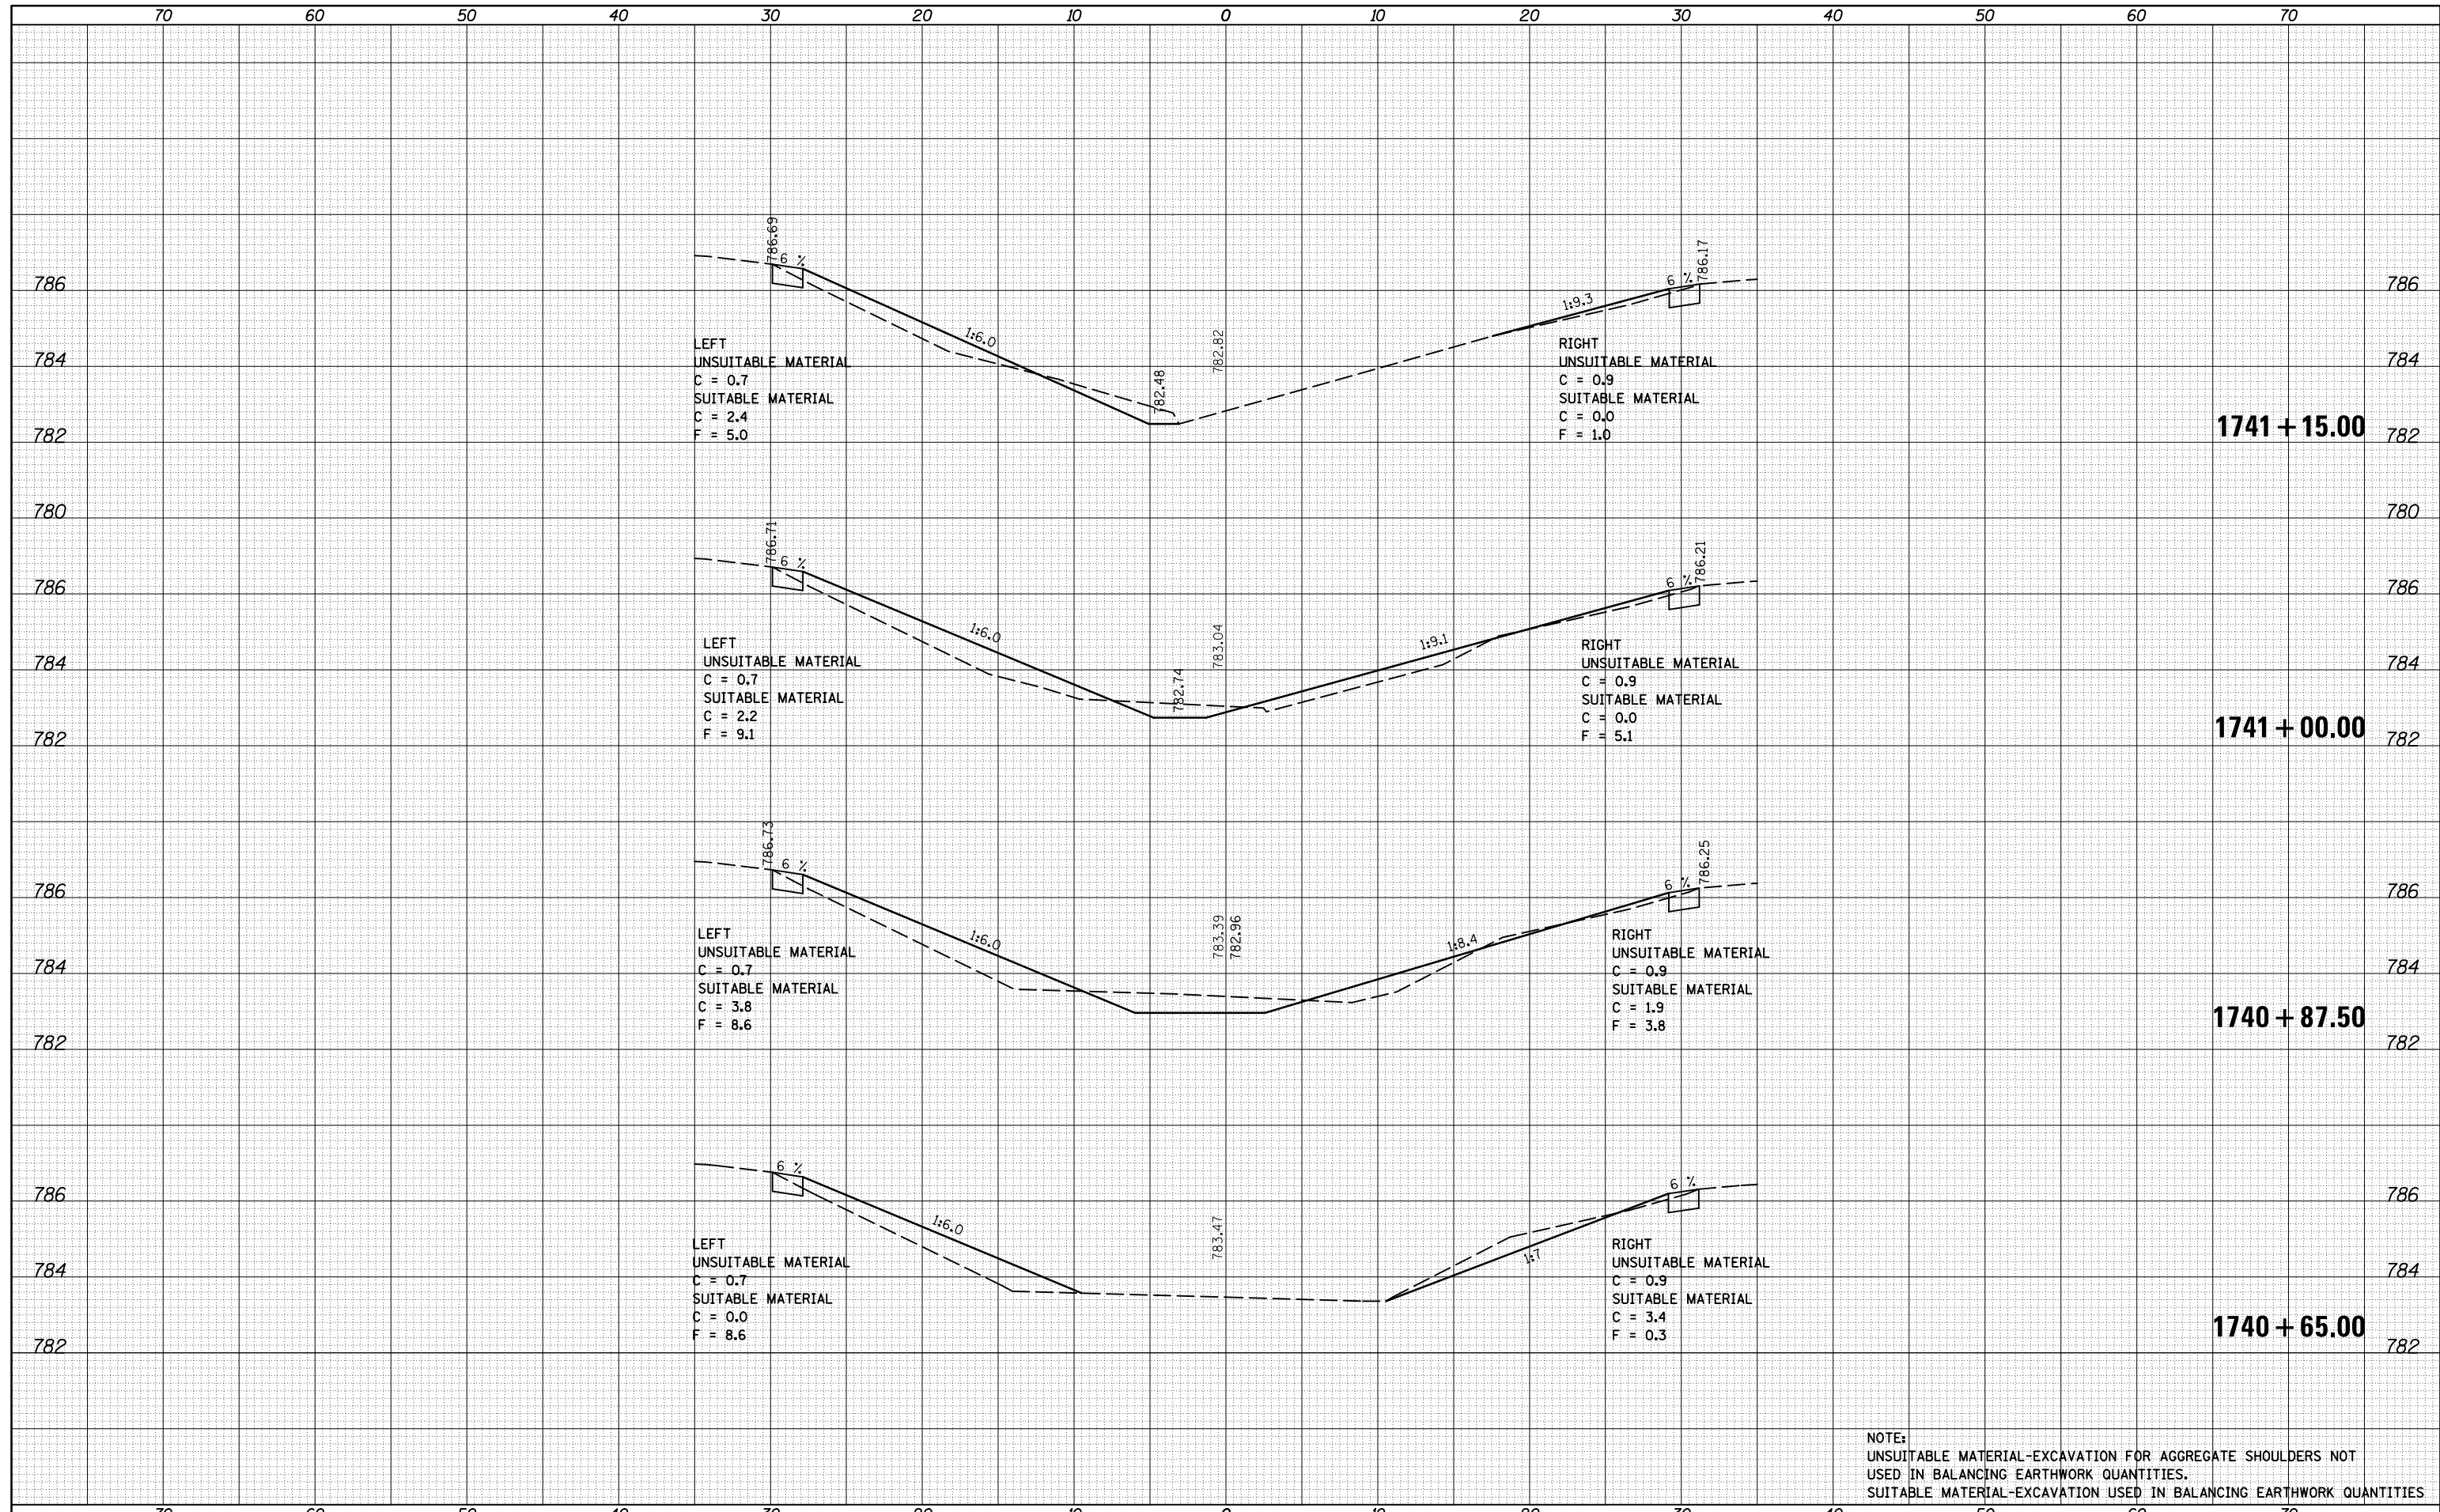 70 60 50 40 30 20 10 0 10 20 30 40 50 60 70
786.69
6 %
1:6.0
782.48
782.82
1:9.3
6 %
786.17
786 786
784 784
782 782
780 780
LEFT
UNSUITABLE MATERIAL
C = 0.7
SUITABLE MATERIAL
C = 2.4
F = 5.0
RIGHT
UNSUITABLE MATERIAL
C = 0.9
SUITABLE MATERIAL
C = 0.0
F = 1.0
1741 + 15.00
786.71
6 %
1:6.0
782.74
783.04
1:9.1
6 %
786.21
786 786
784 784
782 782
LEFT
UNSUITABLE MATERIAL
C = 0.7
SUITABLE MATERIAL
C = 2.2
F = 9.1
RIGHT
UNSUITABLE MATERIAL
C = 0.9
SUITABLE MATERIAL
C = 0.0
F = 5.1
1741 + 00.00
786.73
6 %
1:6.0
783.39
782.96
1:8.4
6 %
786.25
786 786
784 784
782 782
LEFT
UNSUITABLE MATERIAL
C = 0.7
SUITABLE MATERIAL
C = 3.8
F = 8.6
RIGHT
UNSUITABLE MATERIAL
C = 0.9
SUITABLE MATERIAL
C = 1.9
F = 3.8
1740 + 87.50
6 %
1:6.0
783.47
1:7
6 %
786 786
784 784
782 782
LEFT
UNSUITABLE MATERIAL
C = 0.7
SUITABLE MATERIAL
C = 0.0
F = 8.6
RIGHT
UNSUITABLE MATERIAL
C = 0.9
SUITABLE MATERIAL
C = 3.4
F = 0.3
1740 + 65.00
NOTE:
UNSUITABLE MATERIAL-EXCAVATION FOR AGGREGATE SHOULDERS NOT
USED IN BALANCING EARTHWORK QUANTITIES.
SUITABLE MATERIAL-EXCAVATION USED IN BALANCING EARTHWORK QUANTITIES